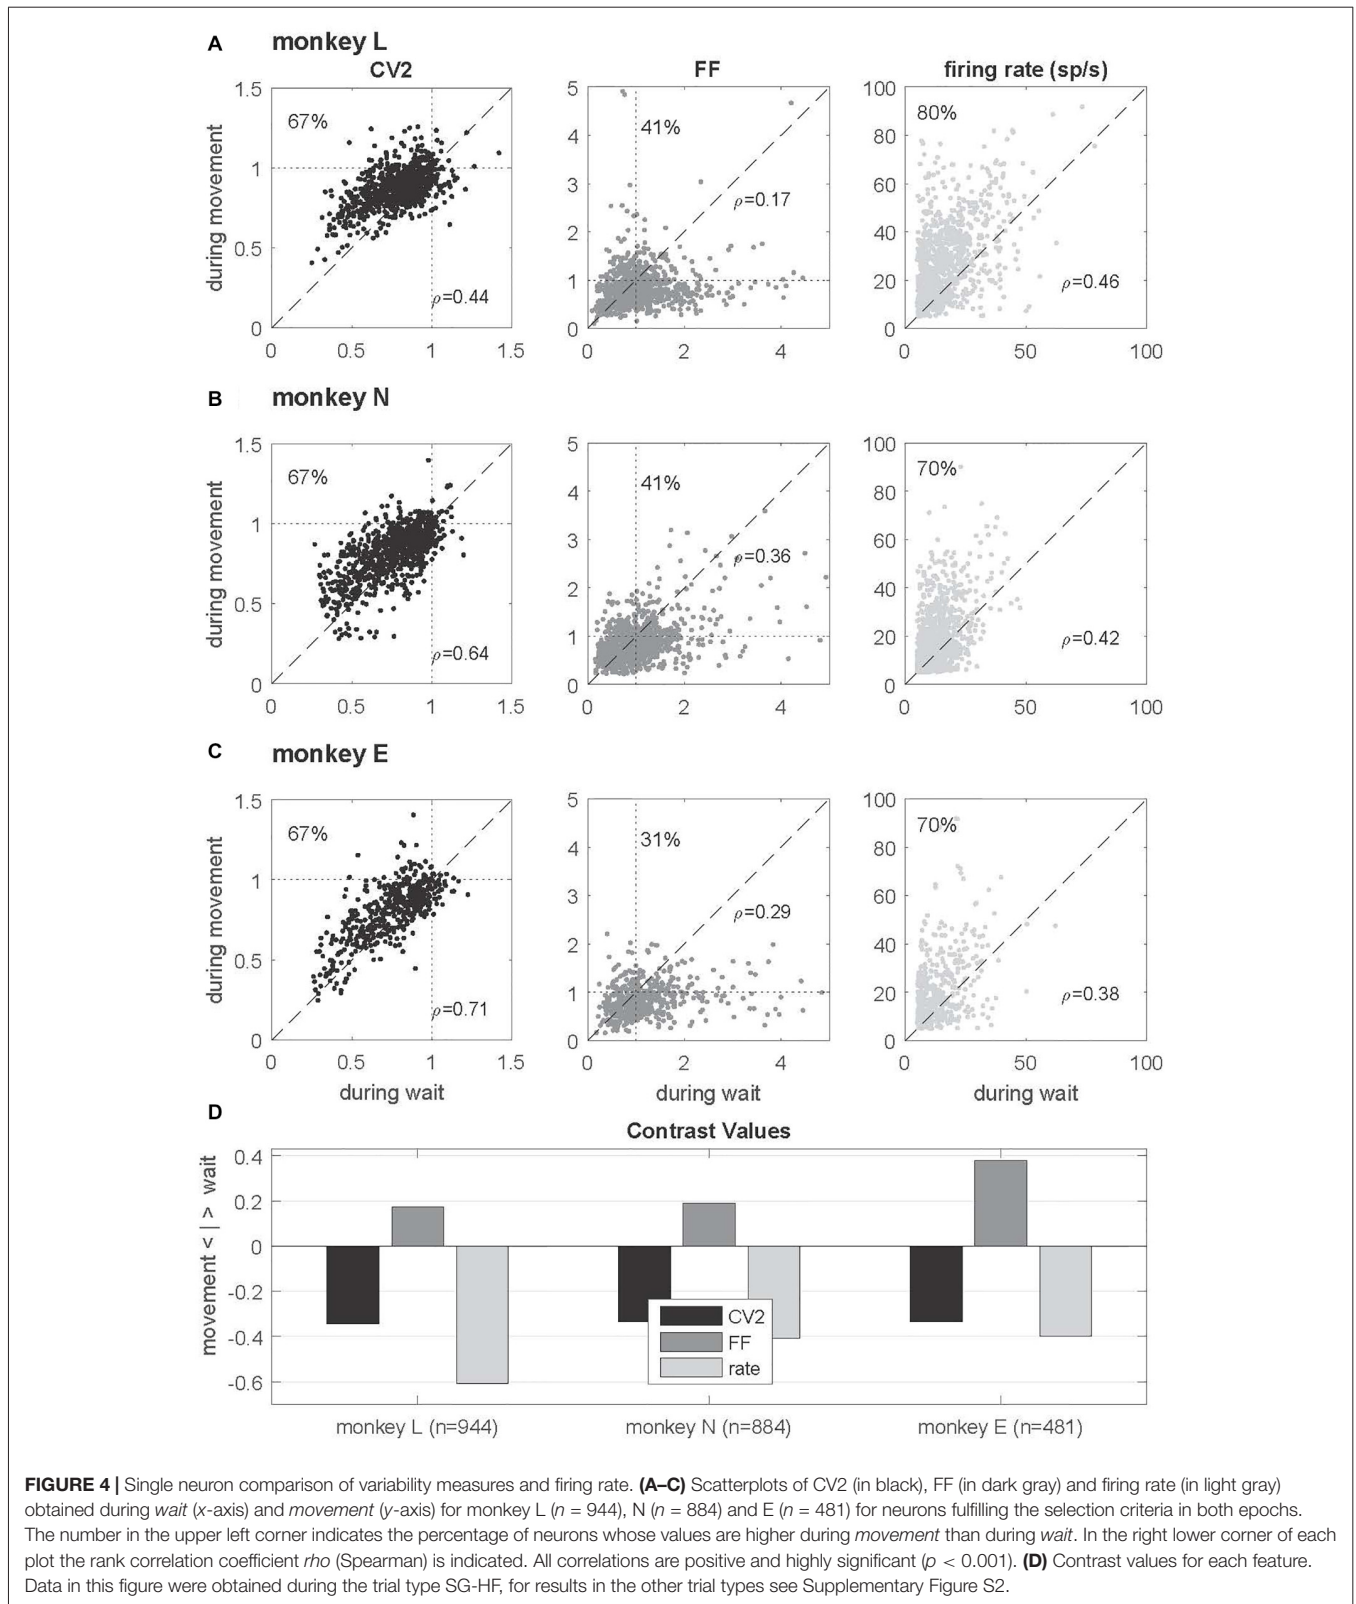 A monkey L
CV2 FF firing rate (sp/s)
1.5 1 0.5 0
during movement
67%
ρ=0.44
0 0.5 1 1.5
5 4 3 2 1 0
41%
ρ=0.17
0 2 4
100 80 60 40 20 0
80%
ρ=0.46
0 50 100
B monkey N
1.5 1 0.5 0
during movement
67%
ρ=0.64
0 0.5 1 1.5
5 4 3 2 1 0
41%
ρ=0.36
0 2 4
100 80 60 40 20 0
70%
ρ=0.42
0 50 100
C monkey E
1.5 1 0.5 0
during movement
67%
ρ=0.71
0 0.5 1 1.5
during wait
5 4 3 2 1 0
31%
ρ=0.29
0 2 4
during wait
100 80 60 40 20 0
70%
ρ=0.38
0 50 100
during wait
D
Contrast Values
movement < | > wait
0.4
0.2
0
-0.2
-0.4
-0.6
CV2
FF
rate
monkey L (n=944) monkey N (n=884) monkey E (n=481)
FIGURE 4 | Single neuron comparison of variability measures and firing rate. (A–C) Scatterplots of CV2 (in black), FF (in dark gray) and firing rate (in light gray)
obtained during wait (x-axis) and movement (y-axis) for monkey L (n = 944), N (n = 884) and E (n = 481) for neurons fulfilling the selection criteria in both epochs.
The number in the upper left corner indicates the percentage of neurons whose values are higher during movement than during wait. In the right lower corner of each
plot the rank correlation coefficient rho (Spearman) is indicated. All correlations are positive and highly significant (p < 0.001). (D) Contrast values for each feature.
Data in this figure were obtained during the trial type SG-HF, for results in the other trial types see Supplementary Figure S2.